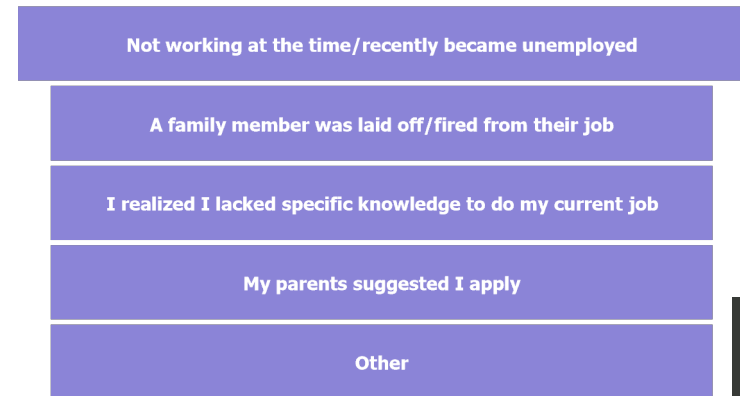 Not working at the time/recently became unemployed
A family member was laid off/fired from their job
I realized I lacked specific knowledge to do my current job
My parents suggested I apply
Other